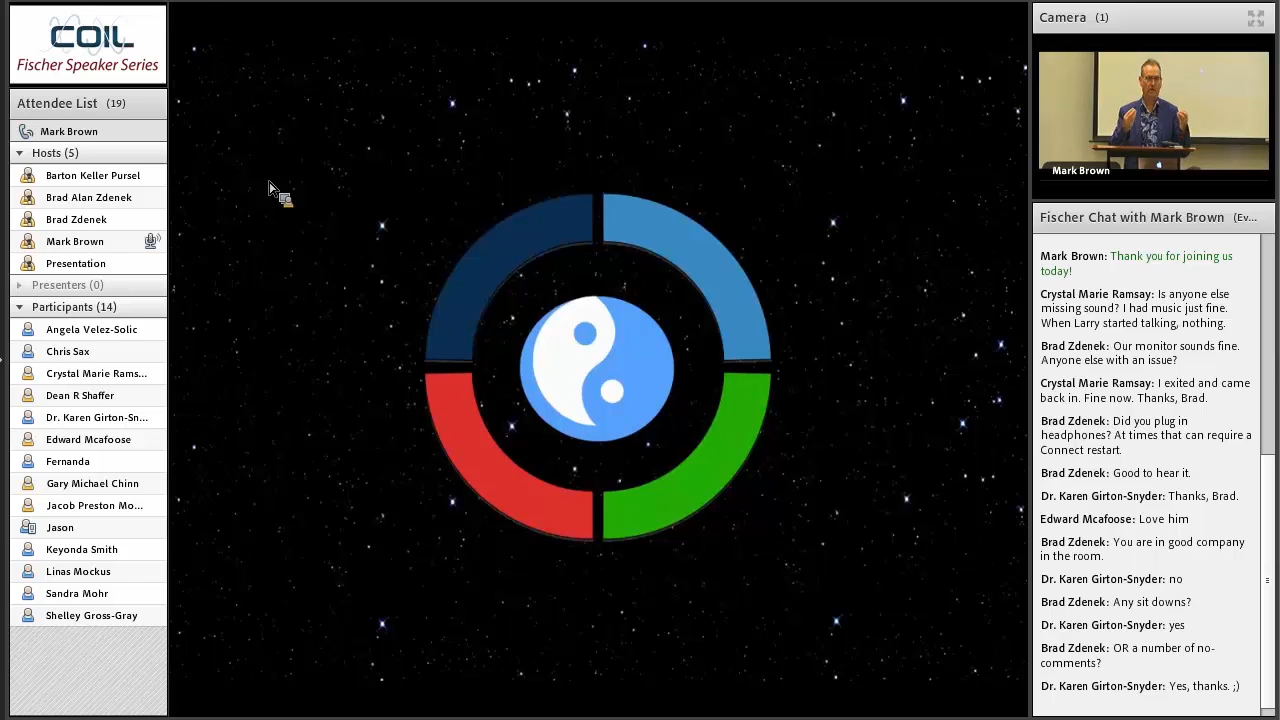 COIL
Fischer Speaker Series
Attendee List (19)
Mark Brown
Hosts (5)
Barton Keller Pursel
Brad Alan Zdenek
Brad Zdenek
Mark Brown
Presentation
Presenters (0)
Participants (14)
Angela Velez-Solic
Chris Sax
Crystal Marie Rams...
Dean R Shaffer
Dr. Karen Girton-Sn...
Edward Mcafoose
Fernanda
Gary Michael Chinn
Jacob Preston Mo...
Jason
Keyonda Smith
Linas Mockus
Sandra Mohr
Shelley Gross-Gray
Camera (1)
Mark Brown
Fischer Chat with Mark Brown (Ev...
Mark Brown: Thank you for joining us
today!
Crystal Marie Ramsay: Is anyone else
missing sound? I had music just fine.
When Larry started talking, nothing.
Brad Zdenek: Our monitor sounds fine.
Anyone else with an issue?
Crystal Marie Ramsay: I exited and came
back in. Fine now. Thanks, Brad.
Brad Zdenek: Did you plug in
headphones? At times that can require a
Connect restart.
Brad Zdenek: Good to hear it.
Dr. Karen Girton-Snyder: Thanks, Brad.
Edward Mcafoose: Love him
Brad Zdenek: You are in good company
in the room.
Dr. Karen Girton-Snyder: no
Brad Zdenek: Any sit downs?
Dr. Karen Girton-Snyder: yes
Brad Zdenek: OR a number of no-
comments?
Dr. Karen Girton-Snyder: Yes, thanks. ;)